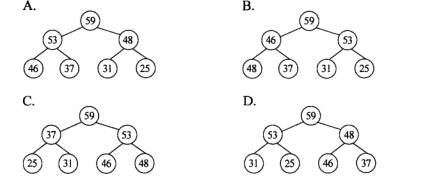 A.
59
53 48
46 37 31 25
B.
59
46 53
48 37 31 25
C.
59
37 53
25 31 46 48
D.
59
53 48
31 25 46 37